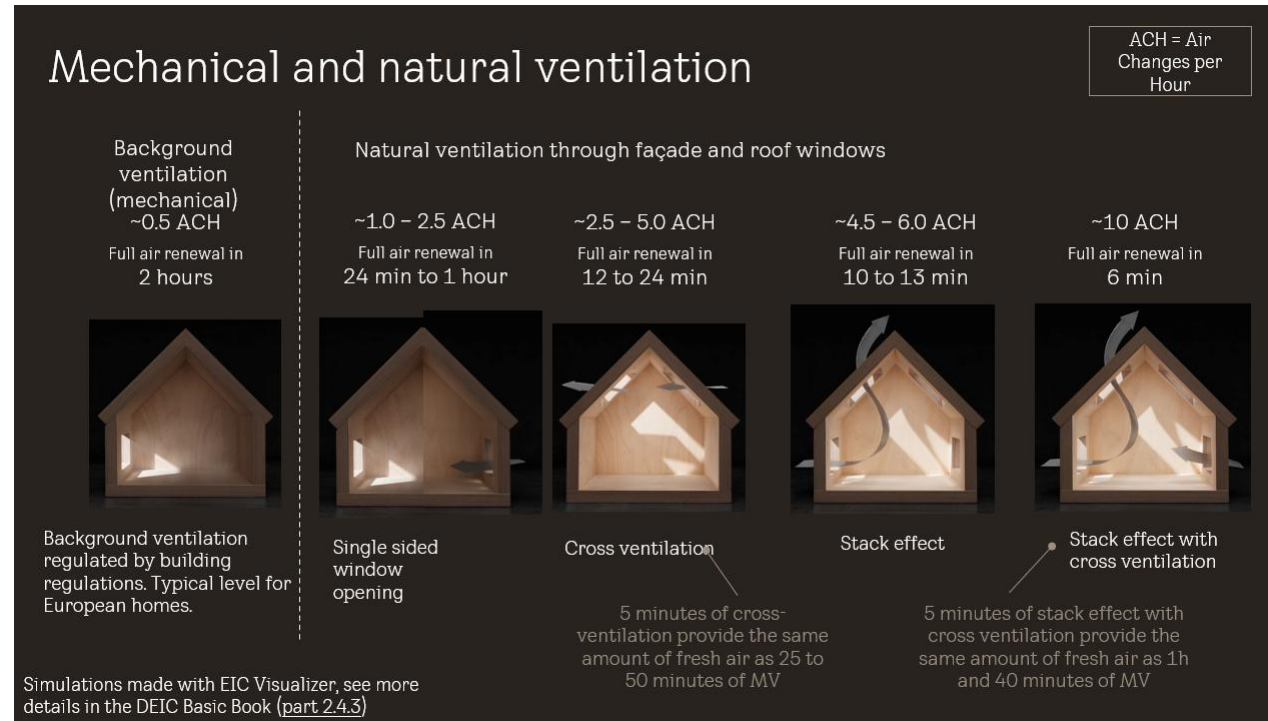 Mechanical and natural ventilation
ACH = Air
Changes per
Hour
Background
ventilation
(mechanical)
~0.5 ACH
Full air renewal in
2 hours
Natural ventilation through façade and roof windows
~1.0 – 2.5 ACH
Full air renewal in
24 min to 1 hour
~2.5 – 5.0 ACH
Full air renewal in
12 to 24 min
~4.5 – 6.0 ACH
Full air renewal in
10 to 13 min
~10 ACH
Full air renewal in
6 min
Background ventilation
regulated by building
regulations. Typical level for
European homes.
Single sided
window
opening
Cross ventilation
Stack effect
Stack effect with
cross ventilation
5 minutes of cross-
ventilation provide the same
amount of fresh air as 25 to
50 minutes of MV
5 minutes of stack effect with
cross ventilation provide the
same amount of fresh air as 1h
and 40 minutes of MV
Simulations made with EIC Visualizer, see more
details in the DEIC Basic Book (part 2.4.3)